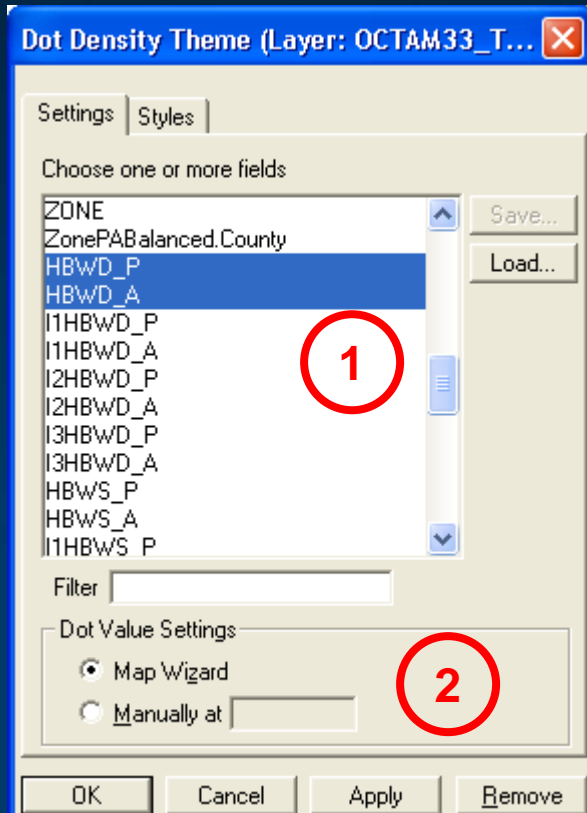 Dot Density Theme (Layer: OCTAM33_T...
Settings Styles
Choose one or more fields
ZONE
ZonePABalanced.County
HBWD_P
HBWD_A
I1HBWD_P
I1HBWD_A
I2HBWD_P
I2HBWD_A
I3HBWD_P
I3HBWD_A
HBWS_P
HBWS_A
I1HBWS_P
Save...
Load...
1
Filter
Dot Value Settings
Map Wizard
Manually at
2
OK Cancel Apply Remove